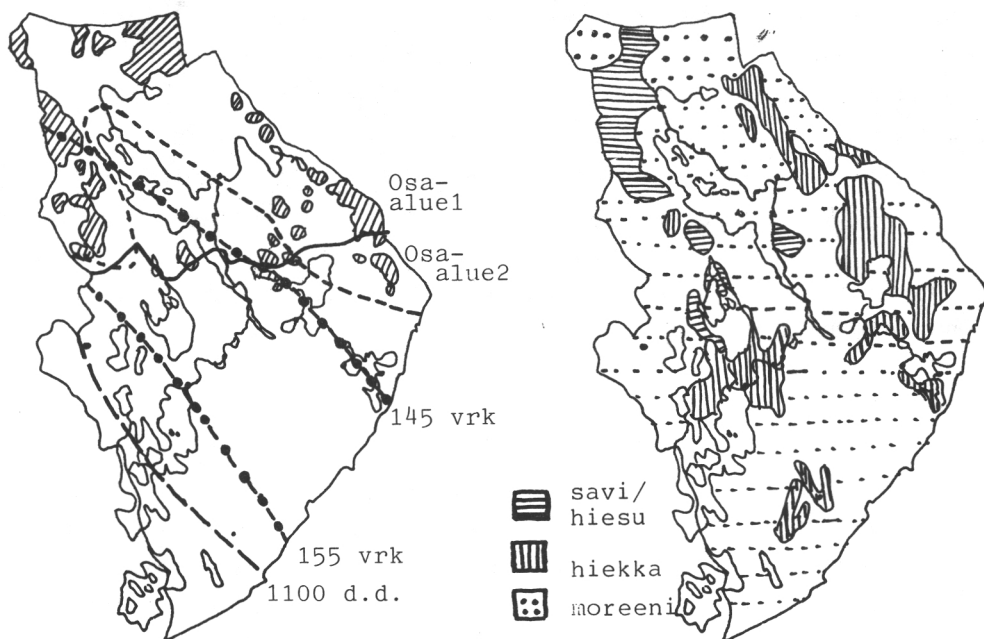 Osa-
alue1
Osa-
alue2
145 vrk
155 vrk
1100 d.d.
savi/
hiesu
hiekka
moreeni